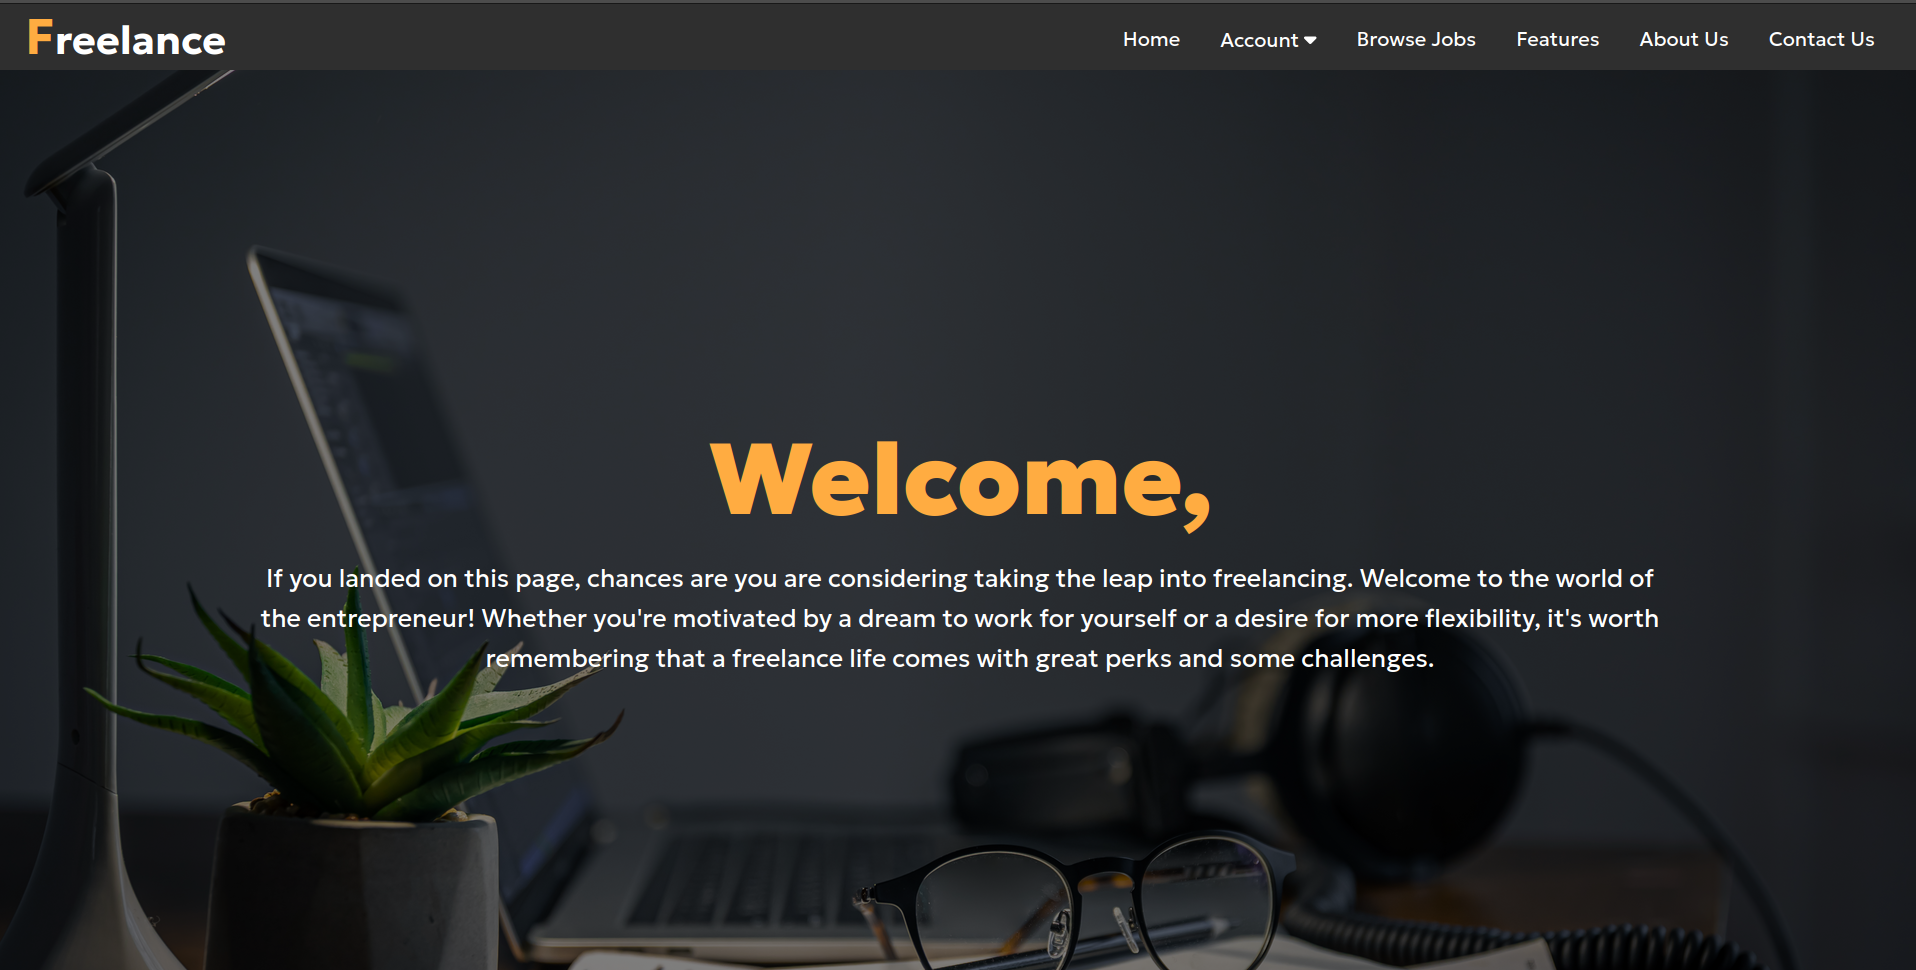 Freelance
Home Account Browse Jobs Features About Us Contact Us
Welcome,
If you landed on this page, chances are you are considering taking the leap into freelancing. Welcome to the world of
the entrepreneur! Whether you're motivated by a dream to work for yourself or a desire for more flexibility, it's worth
remembering that a freelance life comes with great perks and some challenges.